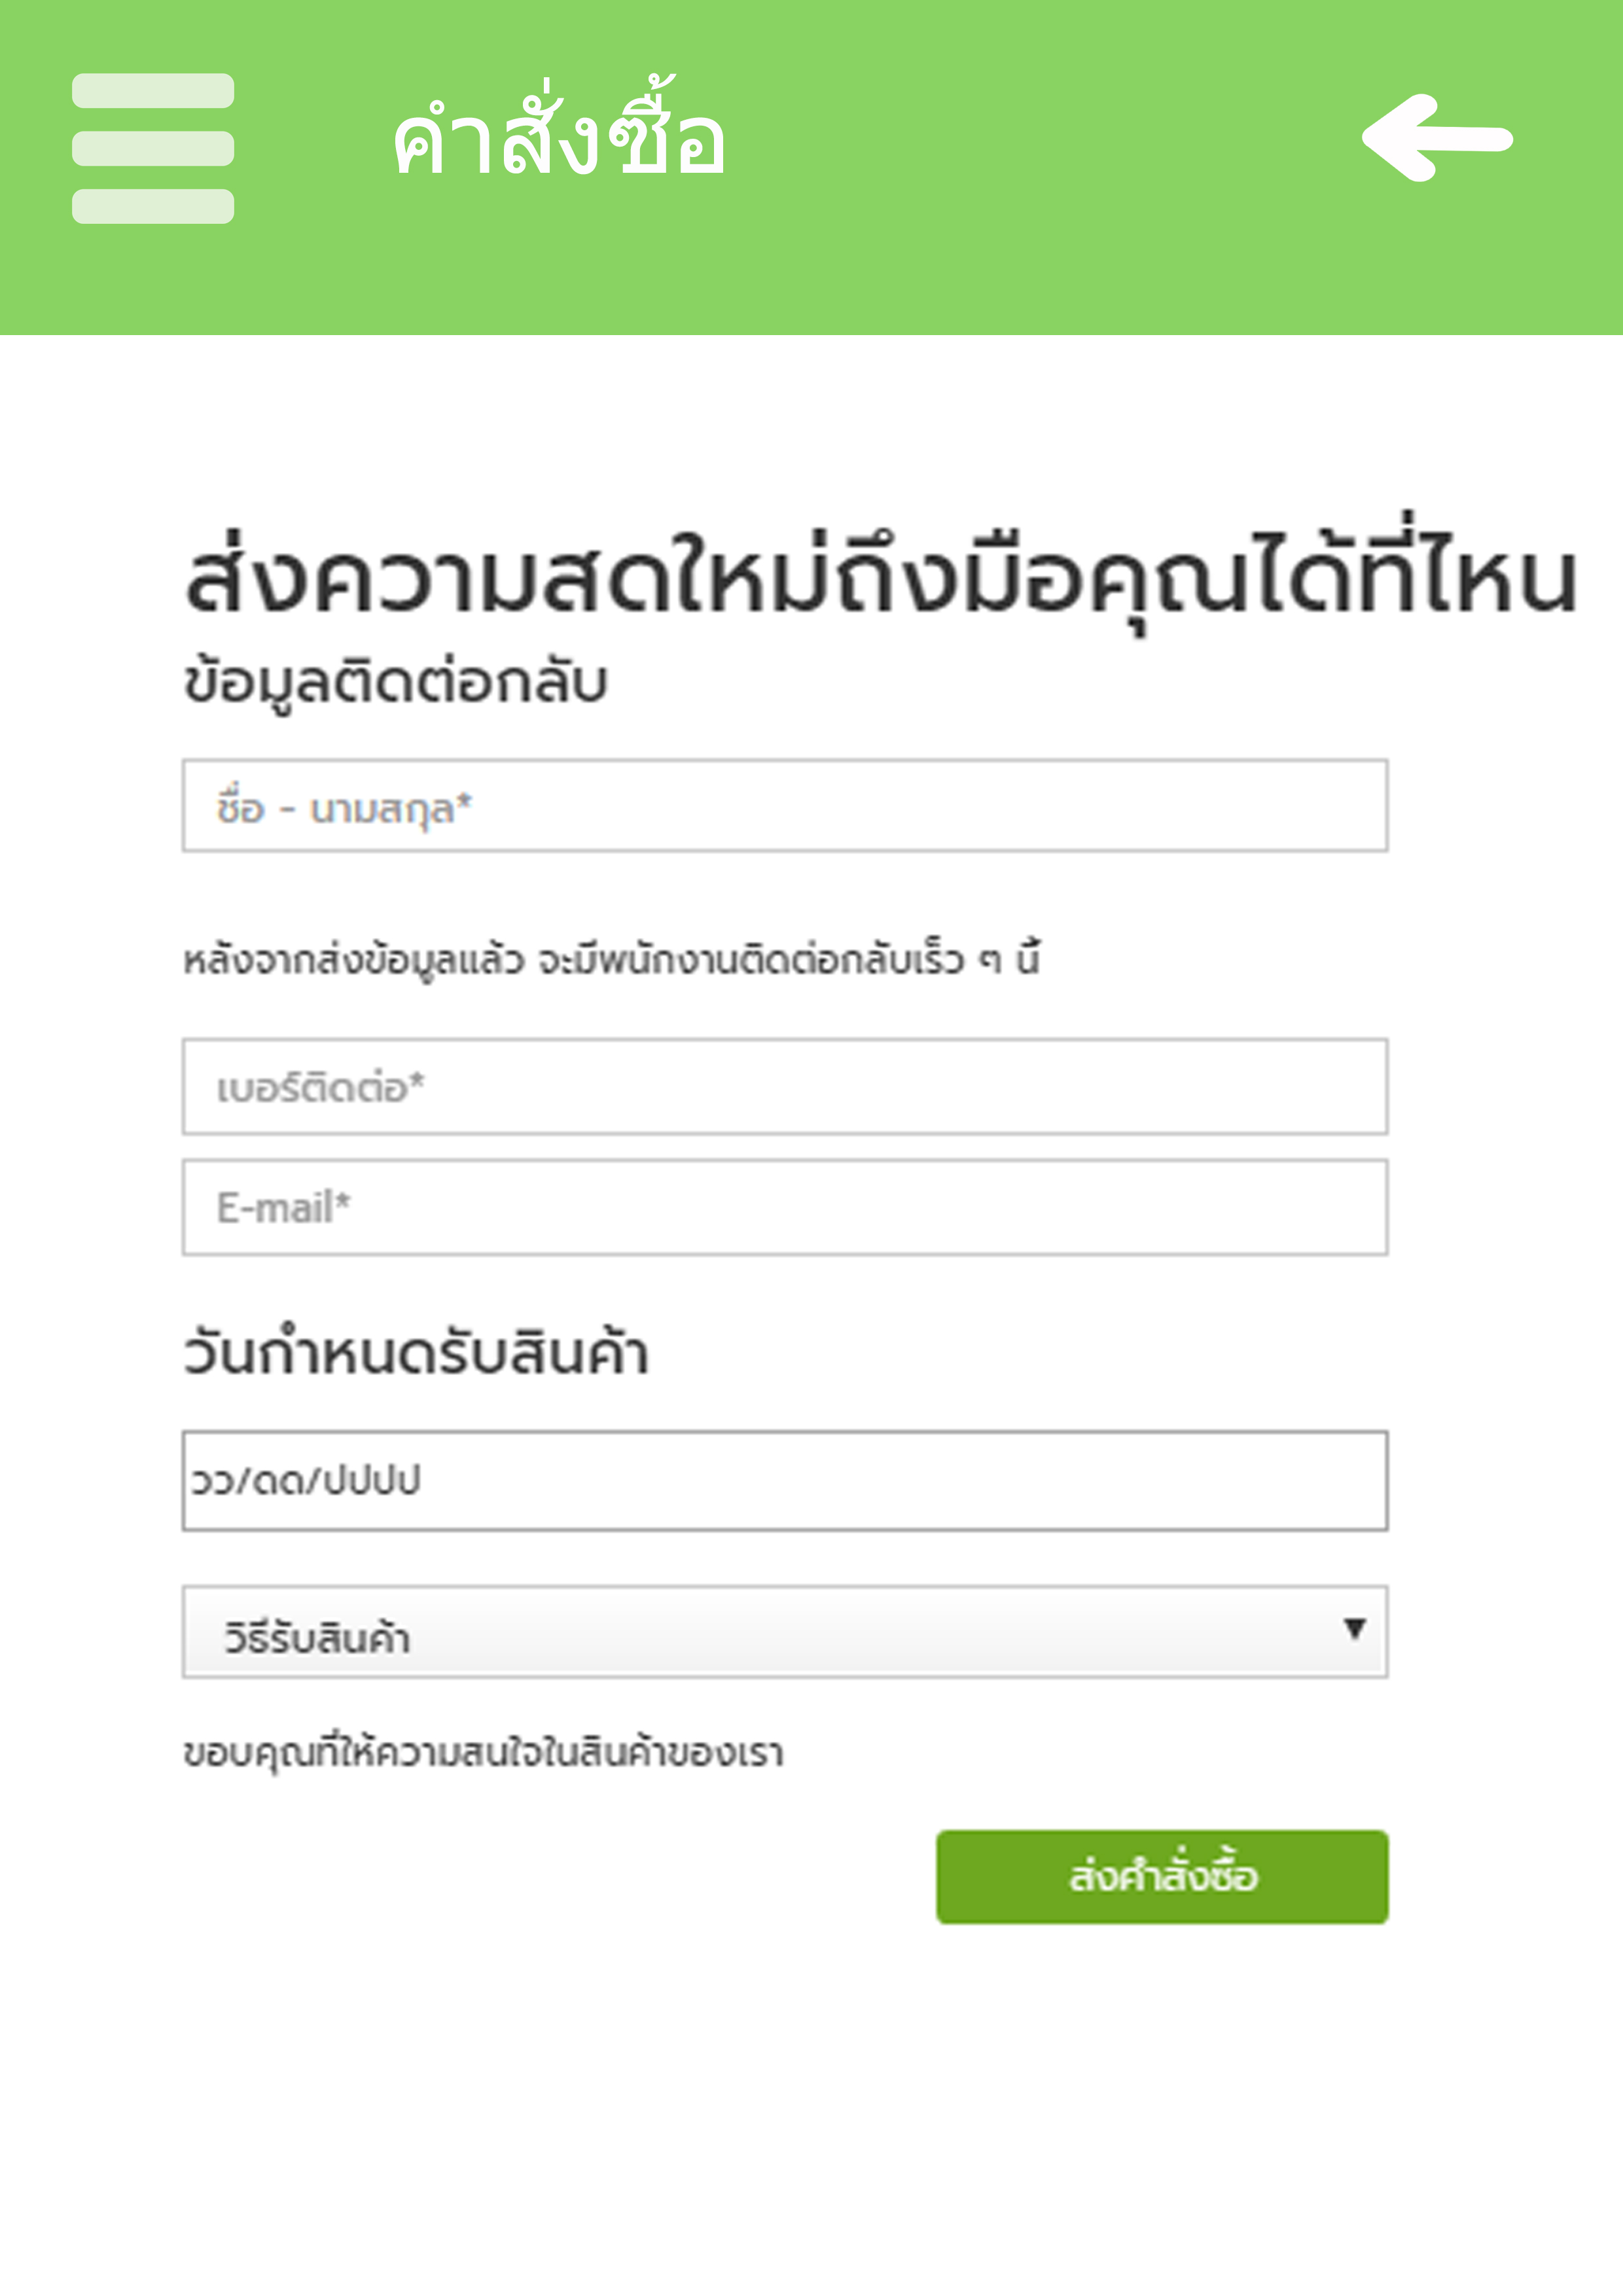 คำสั่งซื้อ
ส่งความสดใหม่ถึงมือคุณได้ที่ไหน
ข้อมูลติดต่อกลับ
ชื่อ - นามสกุล*
หลังจากส่งข้อมูลแล้ว จะมีพนักงานติดต่อกลับเร็ว ๆ นี้
เบอร์ติดต่อ*
E-mail*
วันกำหนดรับสินค้า
วว/ดด/ปปปป
วิธีรับสินค้า
ขอบคุณที่ให้ความสนใจในสินค้าของเรา
ส่งคำสั่งซื้อ